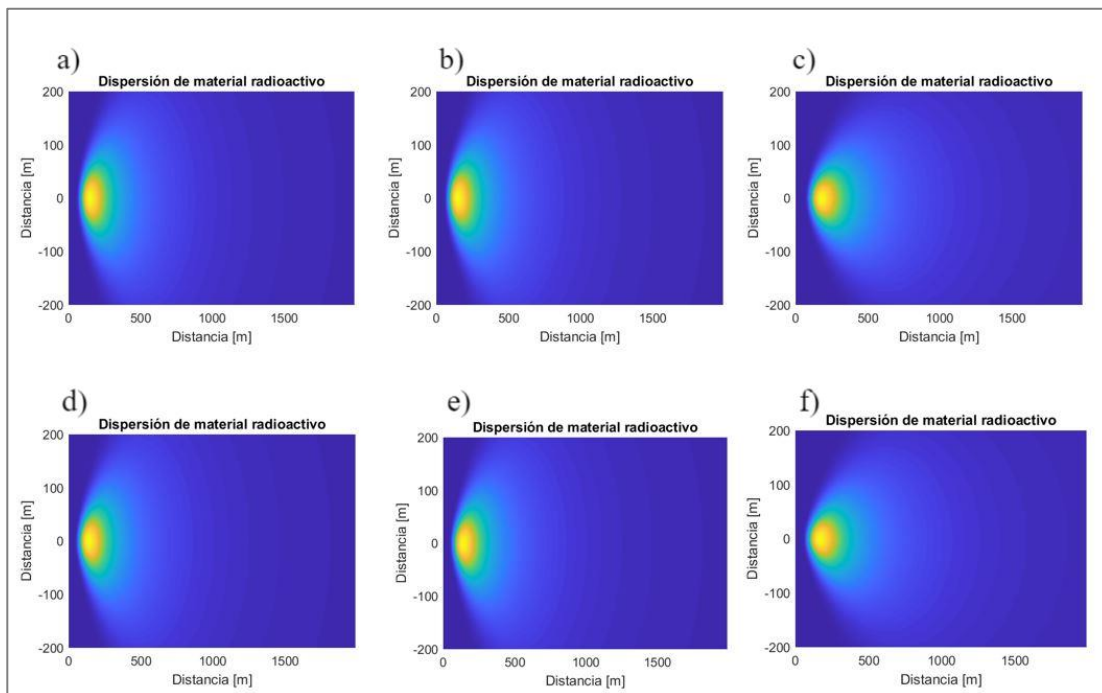 a)
Dispersión de material radioactivo
200
100
0
-100
-200
Distancia [m]
0 500 1000 1500
Distancia [m]
b)
Dispersión de material radioactivo
200
100
0
-100
-200
Distancia [m]
0 500 1000 1500
Distancia [m]
c)
Dispersión de material radioactivo
200
100
0
-100
-200
Distancia [m]
0 500 1000 1500
Distancia [m]
d)
Dispersión de material radioactivo
200
100
0
-100
-200
Distancia [m]
0 500 1000 1500
Distancia [m]
e)
Dispersión de material radioactivo
200
100
0
-100
-200
Distancia [m]
0 500 1000 1500
Distancia [m]
f)
Dispersión de material radioactivo
200
100
0
-100
-200
Distancia [m]
0 500 1000 1500
Distancia [m]